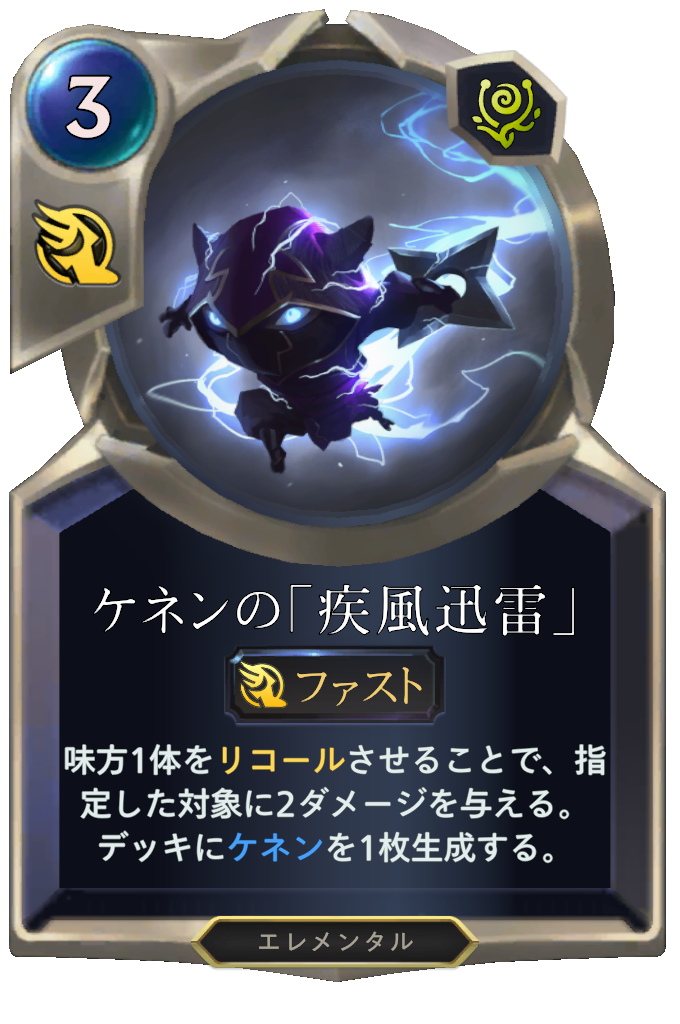 3
ケネンの「疾風迅雷」
ファスト
味方1体をリコールさせることで、指
定した対象に2ダメージを与える。
デッキにケネンを1枚生成する。
エレメンタル